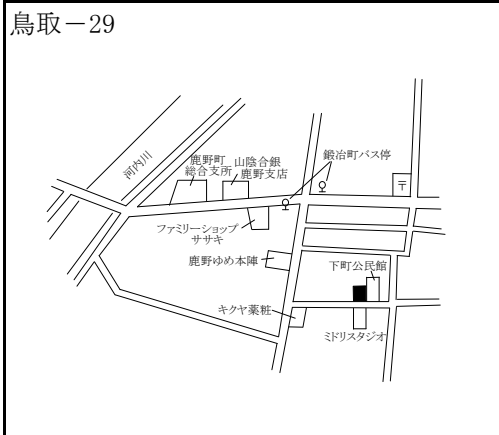 鳥取－29
河内川
鹿野町
総合支所
山陰合銀
鹿野支店
鍛冶町バス停
〒
ファミリーショップ
ササキ
鹿野ゆめ本陣
下町公民館
キクヤ薬粧
ミドリスタジオ